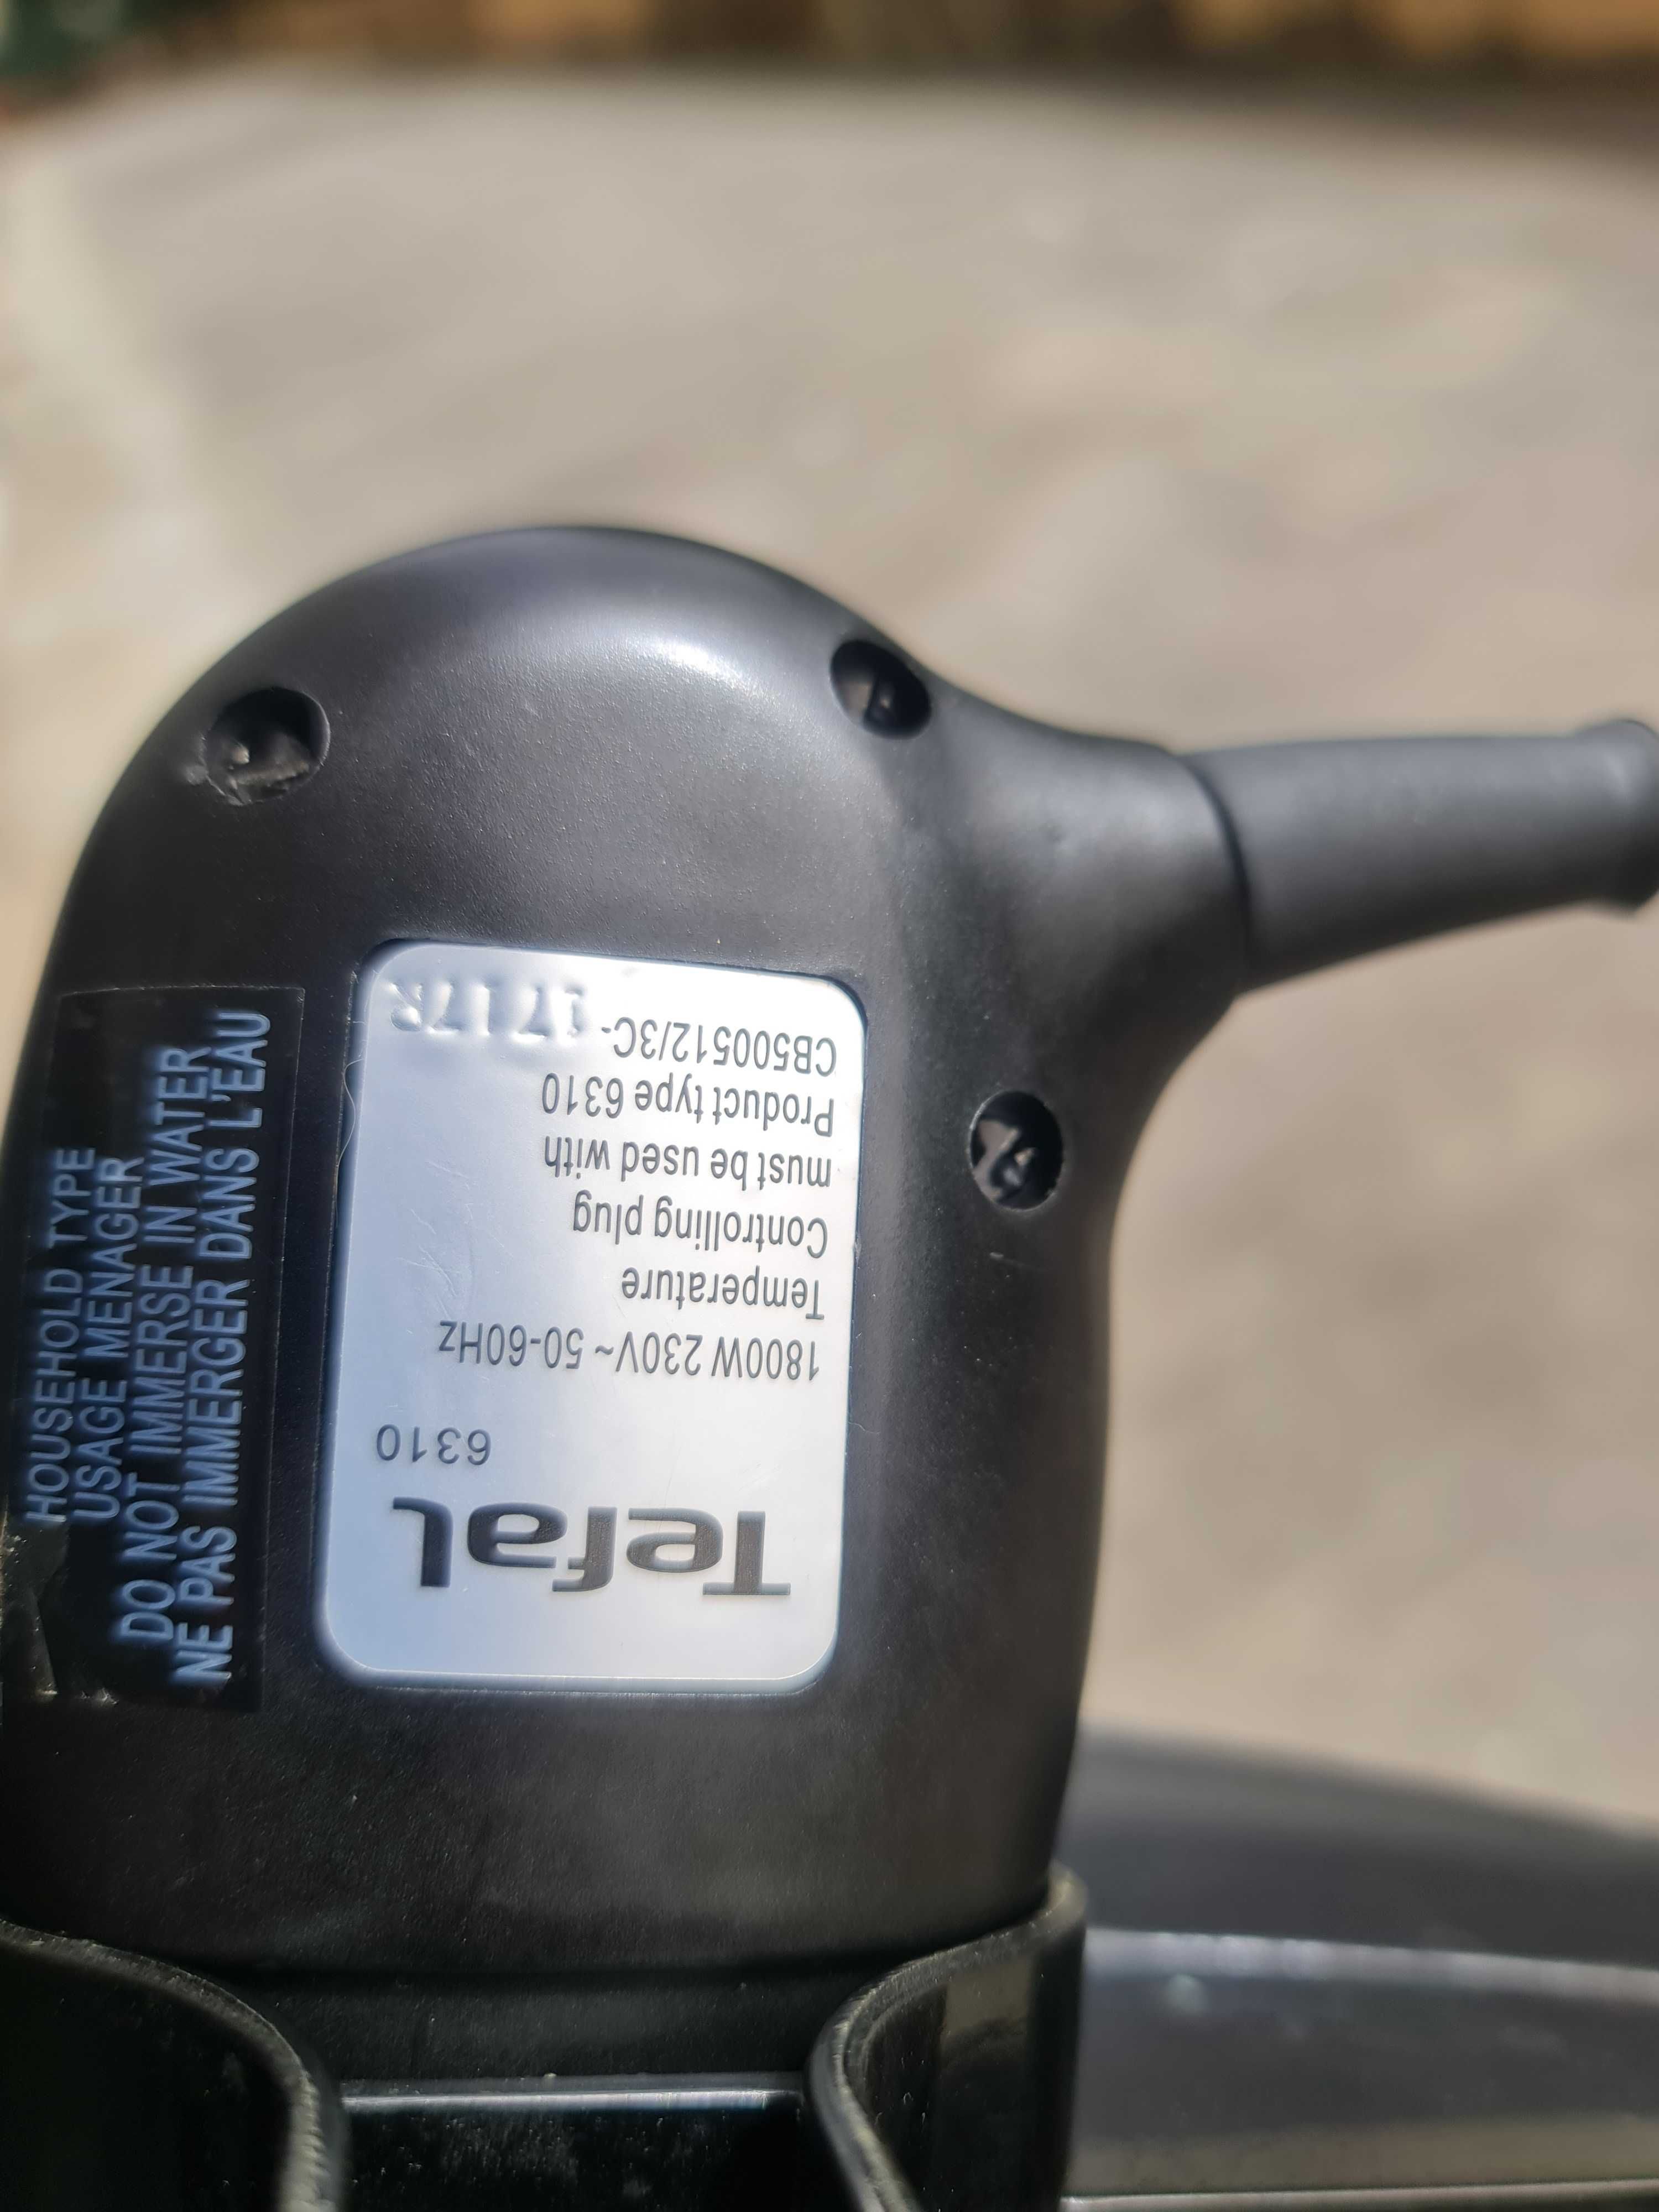 Tefal
6310
1800W 230V~ 50-60Hz
Temperature
Controlling plug
must be used with
Product type 6310
CB500512/3C- 1717R
HOUSEHOLD TYPE
USAGE MENAGER
DO NOT IMMERSE IN WATER
NE PAS IMMERGER DANS L'EAU